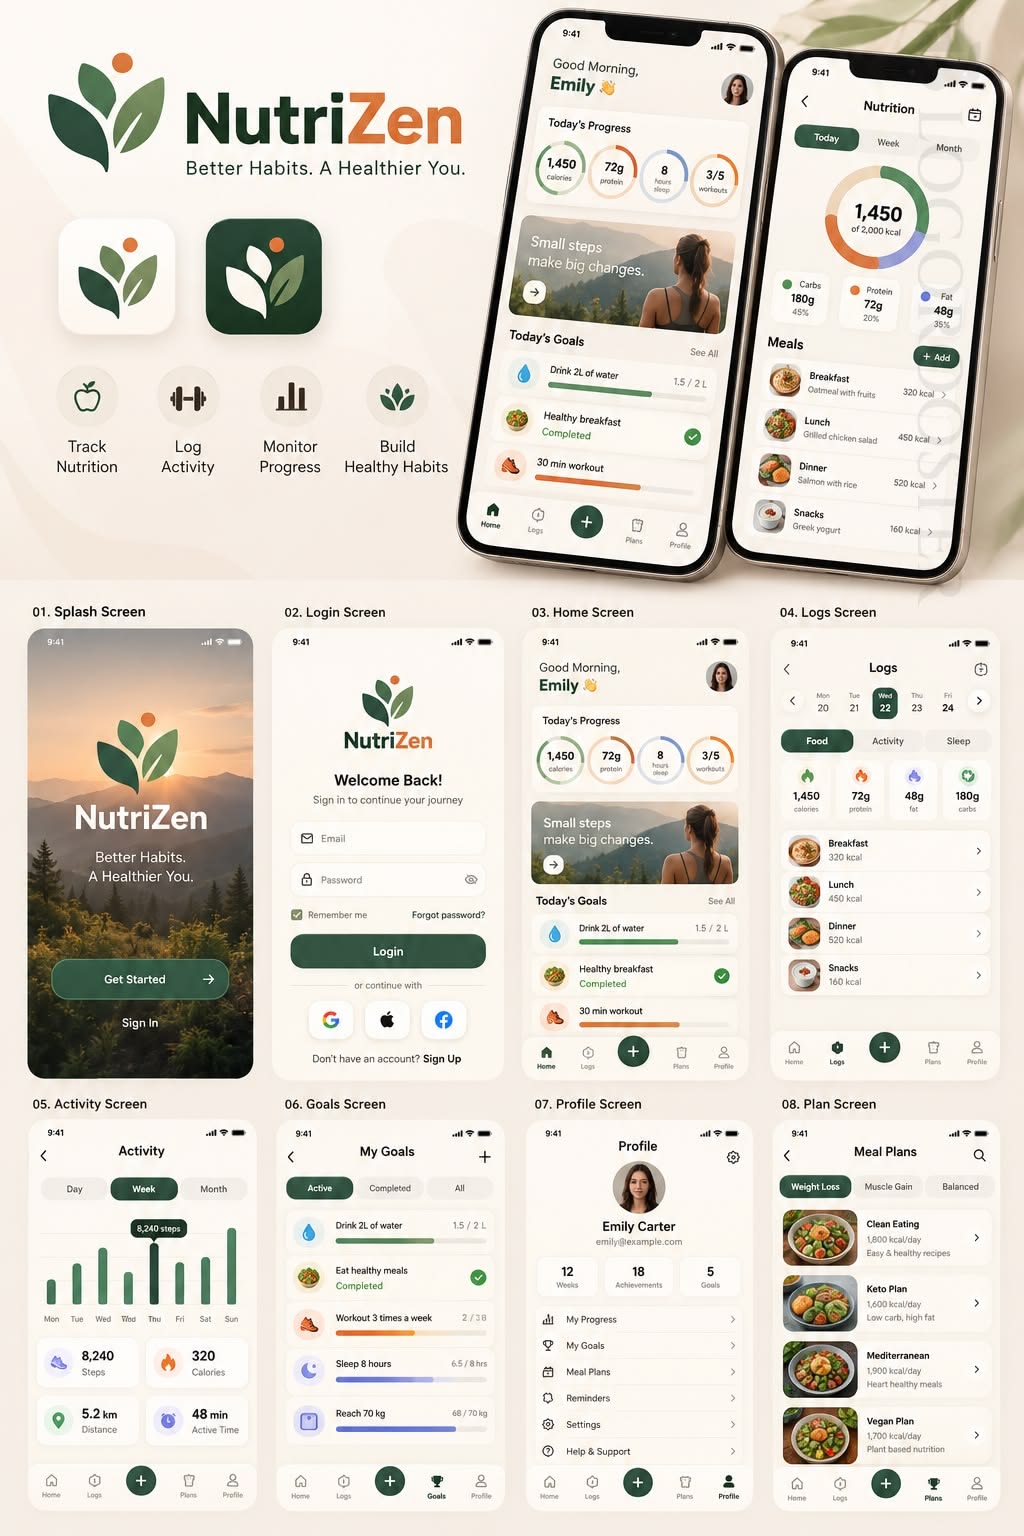 NutriZen
Better Habits. A Healthier You.
Track
Nutrition
Log
Activity
Monitor
Progress
Build
Healthy Habits
9:41
Good Morning,
Emily 👋
Today's Progress
1,450
calories
72g
protein
8
hours
sleep
3/5
workouts
Small steps
make big changes.
Today's Goals
See All
Drink 2L of water
1.5 / 2 L
Healthy breakfast
Completed
30 min workout
Home
Logs
Plans
Profile
9:41
Nutrition
Today
Week
Month
1,450
of 2,000 kcal
Carbs
180g
45%
Protein
72g
20%
Fat
48g
35%
Meals
+ Add
Breakfast
Oatmeal with fruits
320 kcal
Lunch
Grilled chicken salad
450 kcal
Dinner
Salmon with rice
520 kcal
Snacks
Greek yogurt
160 kcal
01. Splash Screen
9:41
NutriZen
Better Habits.
A Healthier You.
Get Started
Sign In
02. Login Screen
9:41
NutriZen
Welcome Back!
Sign in to continue your journey
Email
Password
Remember me
Forgot password?
Login
or continue with
Don't have an account? Sign Up
03. Home Screen
9:41
Good Morning,
Emily 👋
Today's Progress
1,450
calories
72g
protein
8
hours
sleep
3/5
workouts
Small steps
make big changes.
Today's Goals
See All
Drink 2L of water
1.5 / 2 L
Healthy breakfast
Completed
30 min workout
Home
Logs
Plans
Profile
04. Logs Screen
9:41
Logs
Mon
20
Tue
21
Wed
22
Thu
23
Fri
24
Food
Activity
Sleep
1,450
calories
72g
protein
48g
fat
180g
carbs
Breakfast
320 kcal
Lunch
450 kcal
Dinner
520 kcal
Snacks
160 kcal
Home
Logs
Plans
Profile
05. Activity Screen
9:41
Activity
Day
Week
Month
8,240 steps
Mon Tue Wed Wed Thu Fri Sat Sun
8,240
Steps
320
Calories
5.2 km
Distance
48 min
Active Time
Home
Logs
Plans
Profile
06. Goals Screen
9:41
My Goals
Active
Completed
All
Drink 2L of water
1.5 / 2 L
Eat healthy meals
Completed
Workout 3 times a week
Sleep 8 hours
6.5 / 8 hrs
Reach 70 kg
68 / 70 kg
Home
Logs
Goals
Profile
07. Profile Screen
9:41
Profile
Emily Carter
emily@example.com
12
Weeks
18
Achievements
5
Goals
My Progress
My Goals
Meal Plans
Reminders
Settings
Help & Support
Home
Logs
Plans
Profile
08. Plan Screen
9:41
Meal Plans
Weight Loss
Muscle Gain
Balanced
Clean Eating
1,800 kcal/day
Easy & healthy recipes
Keto Plan
1,600 kcal/day
Low carb, high fat
Mediterranean
1,900 kcal/day
Heart healthy meals
Vegan Plan
1,700 kcal/day
Plant based nutrition
Home
Logs
Plans
Profile